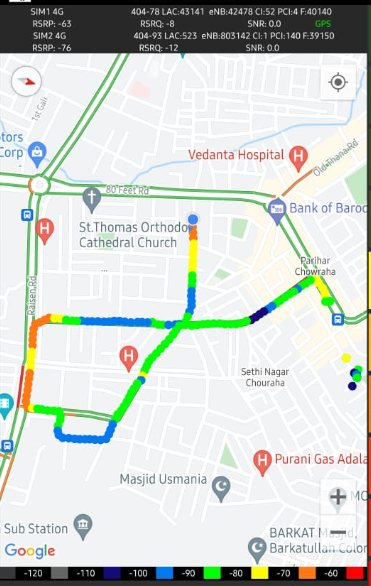 SIM1 4G 404-78 LAC:43141 eNB:42478 CI:52 PCI:4 F:40140
RSRP: -63 RSRQ: -8 SNR: 0.0 GPS
SIM2 4G 404-93 LAC:523 eNB:803142 CI:1 PCI:140 F:39150
RSRP: -76 RSRQ: -12 SNR: 0.0
1st Gali
tors
Corp
Vedanta Hospital
Old Thana Rd
80 Feet Rd
Bank of Baroo
St.Thomas Orthodo
Cathedral Church
Parihar
Chowraha
Raisen Rd
Sethi Nagar
Chouraha
Purani Gas Adala
Masjid Usmania
MO
Sub Station
BARKAT Masjid,
Barkatullah Color
Google
-120 -110 -100 -90 -80 -70 -60